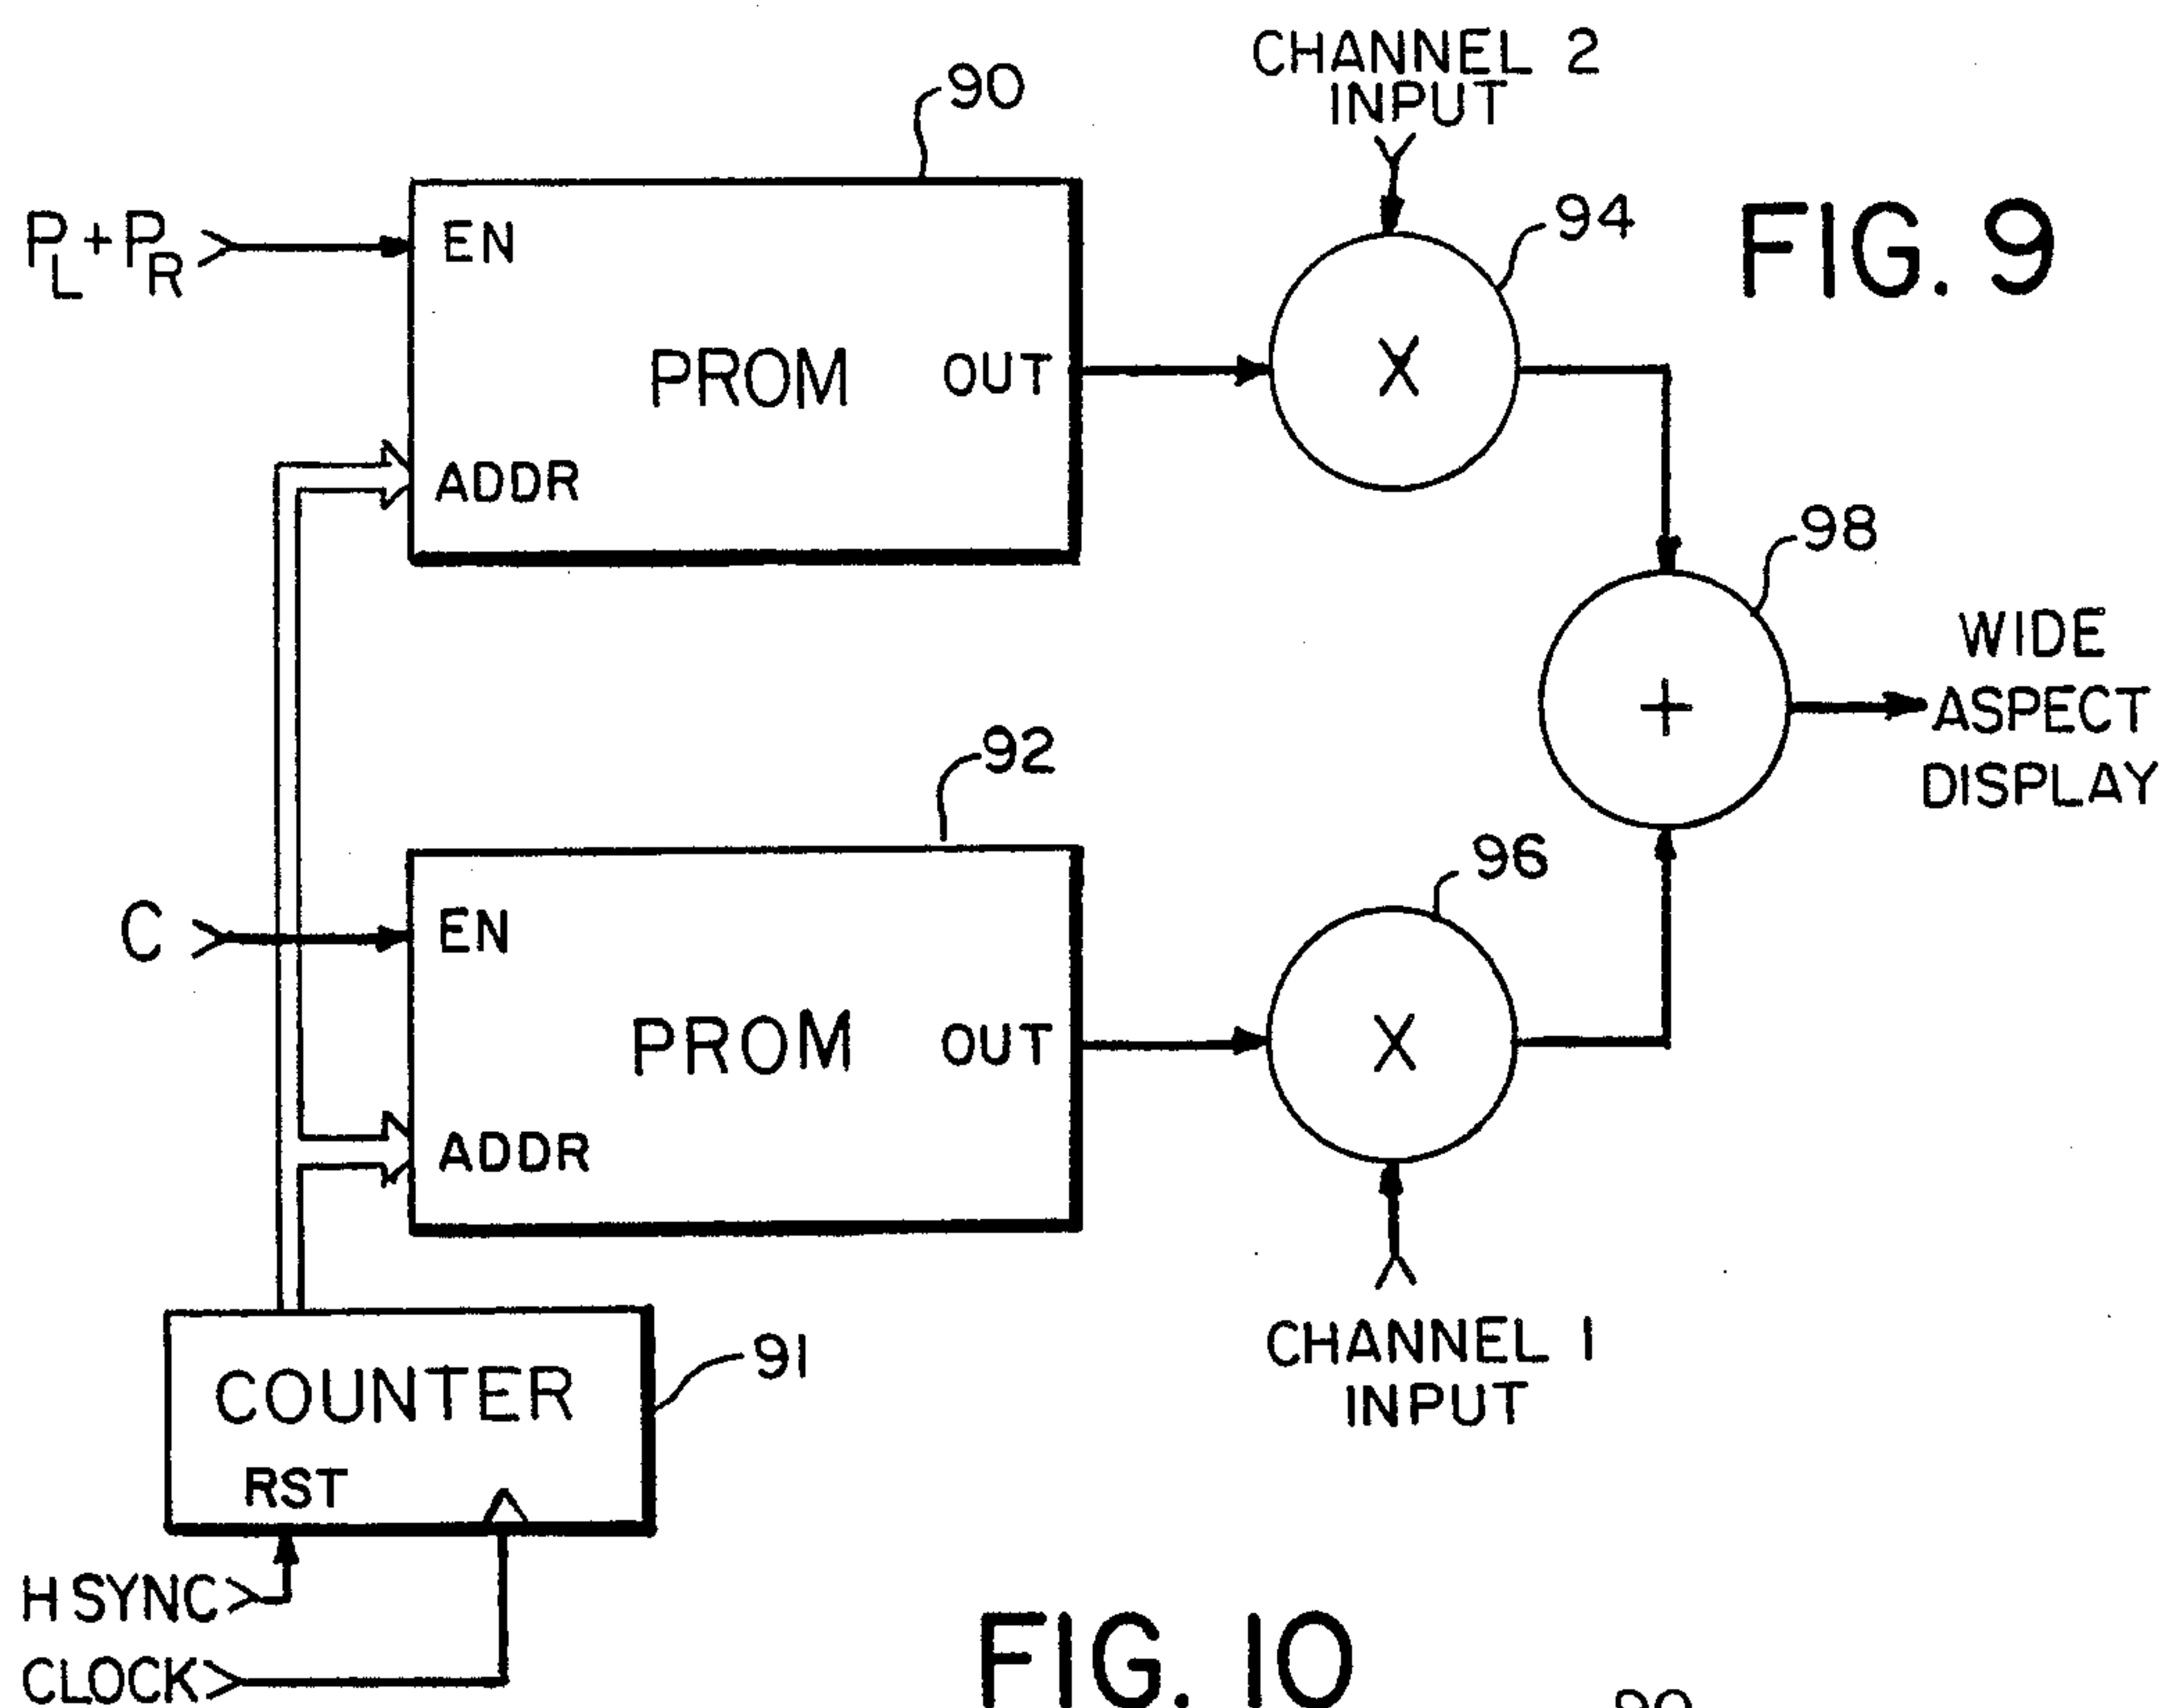 CHANNEL 2
INPUT
90
94
FIG. 9
PL+PR
EN
PROM
OUT
X
ADDR
98
WIDE
ASPECT
DISPLAY
+
92
96
C
EN
PROM
OUT
X
ADDR
CHANNEL 1
INPUT
91
COUNTER
RST
H SYNC
CLOCK
FIG. 10